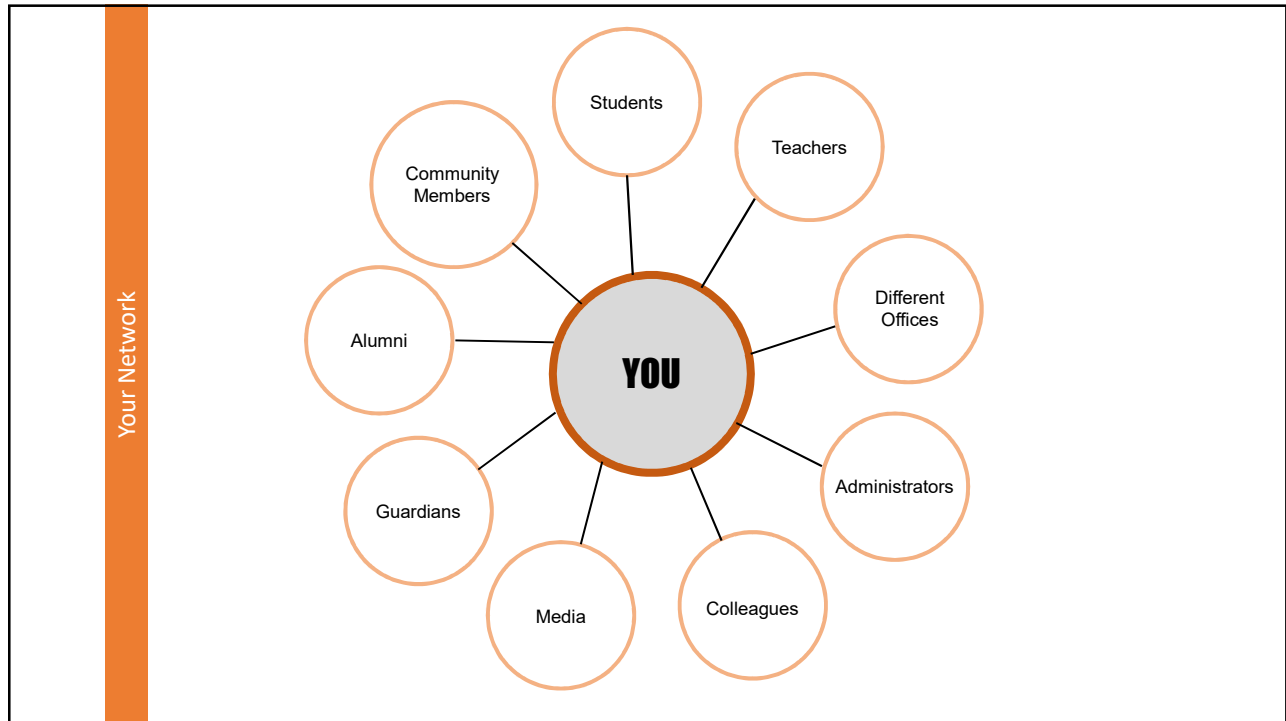 Your Network
Students
Teachers
Community
Members
Different
Offices
Alumni
YOU
Administrators
Guardians
Colleagues
Media